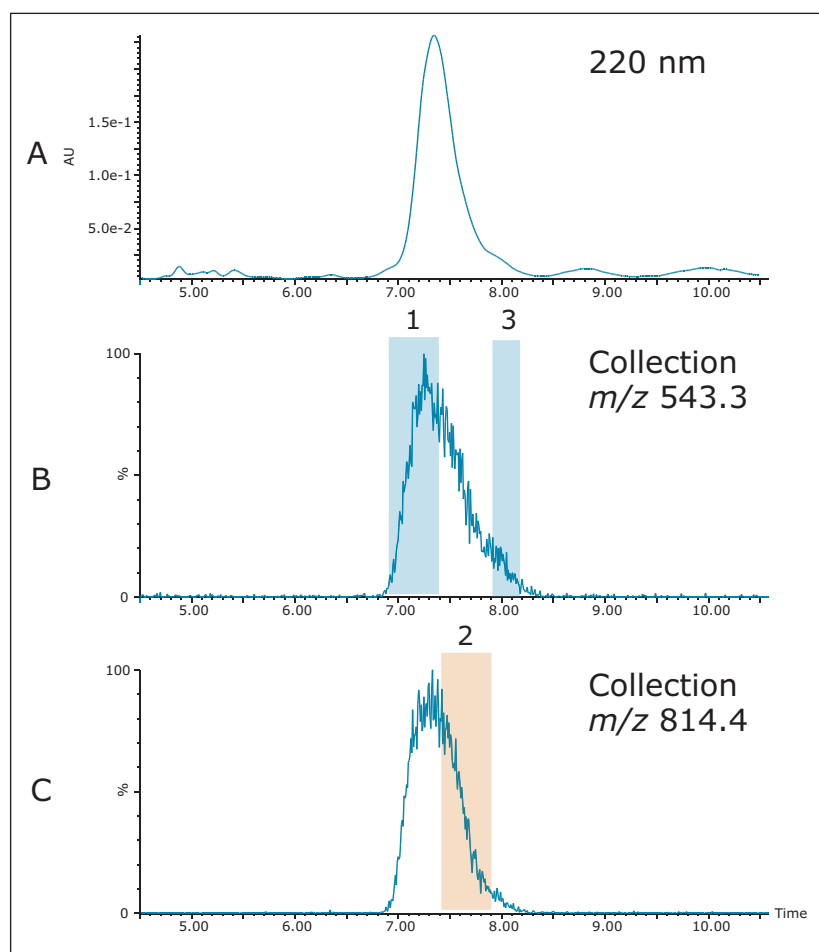 220 nm
A
AU
1.5e-1
1.0e-1
5.0e-2
5.00 6.00 7.00 8.00 9.00 10.00
1 3
B
Collection
m/z 543.3
100
%
0
5.00 6.00 7.00 8.00 9.00 10.00
2
C
Collection
m/z 814.4
100
%
0
Time
5.00 6.00 7.00 8.00 9.00 10.00